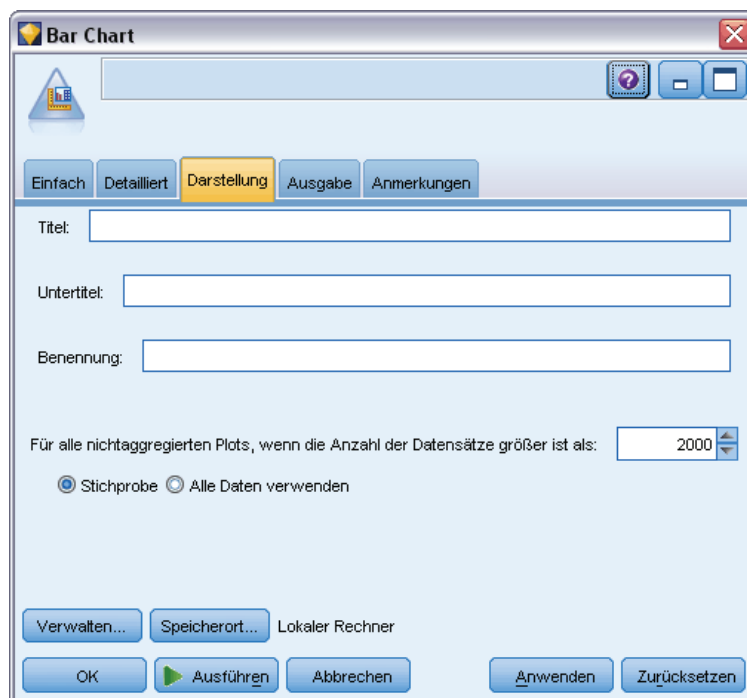 Bar Chart
Einfach Detailliert Darstellung Ausgabe Anmerkungen
Titel:
Untertitel:
Benennung:
Für alle nichtaggregierten Plots, wenn die Anzahl der Datensätze größer ist als: 2000
Stichprobe Alle Daten verwenden
Verwalten... Speicherort... Lokaler Rechner
OK Ausführen Abbrechen Anwenden Zurücksetzen